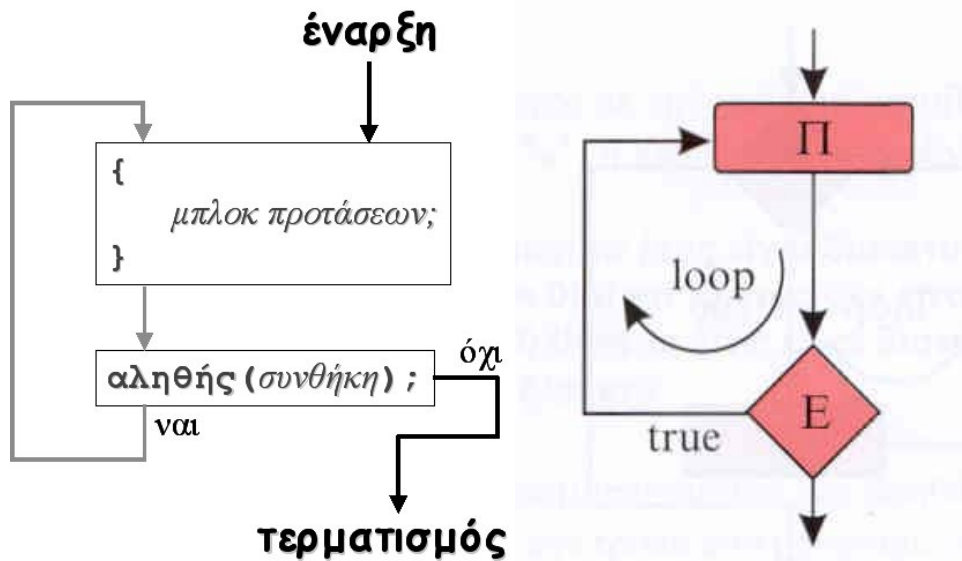 έναρξη
{
μπλοκ προτάσεων;
}
αληθής(συνθήκη);
όχι
ναι
τερματισμός
Π
loop
E
true